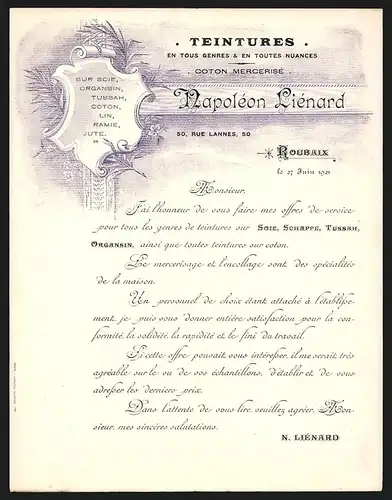 . TEINTURES .
EN TOUS GENRES & EN TOUTES NUANCES
COTON MERCERISÉ
SUR SOIE,
ORGANSIN,
TUSSAH,
COTON,
LIN,
RAMIE,
JUTE.
Napoléon Liénard
50, RUE LANNES, 50
ROUBAIX
le 27 Juin 1901
Monsieur,
J'ai l'honneur de vous faire mes offres de service
pour tous les genres de teintures sur SOIE, SCHAPPE, TUSSAH,
ORGANSIN, ainsi que toutes teintures sur coton.
Le mercerisage et l'encollage sont des spécialités
de la maison.
Un personnel de choix étant attaché à l'établisse-
ment, je puis vous donner entière satisfaction pour la con-
formité, la solidité, la rapidité et le fini du travail.
Si cette offre pouvait vous intéresser, il me serait très
agréable sur le vu de vos échantillons, d'établir et de vous
adresser les derniers prix.
Dans l'attente de vous lire, veuillez agréer, Mon-
sieur, mes sincères salutations.
N. LIÉNARD